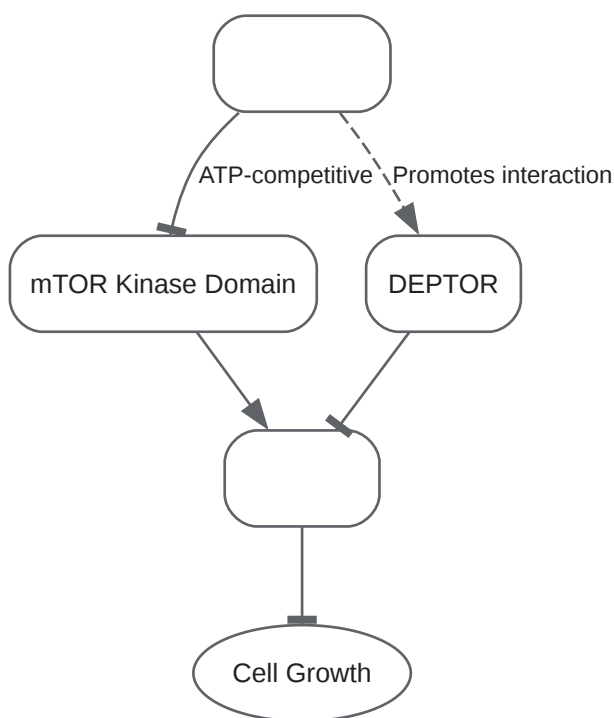 ATP-competitive
Promotes interaction
mTOR Kinase Domain
DEPTOR
Cell Growth